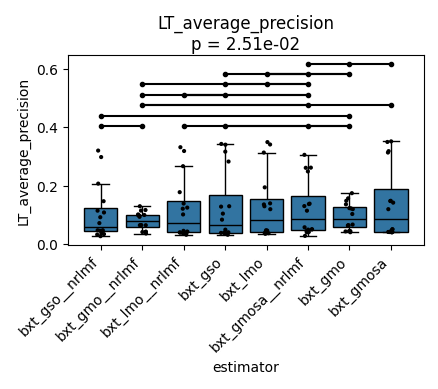 LT_average_precision
p = 2.51e-02
LT_average_precision
0.6
0.4
0.2
0.0
bxt_gso__nrlmf
bxt_gmo__nrlmf
bxt_lmo__nrlmf
bxt_gso
bxt_lmo
bxt_gmosa__nrlmf
bxt_gmo
bxt_gmosa
estimator